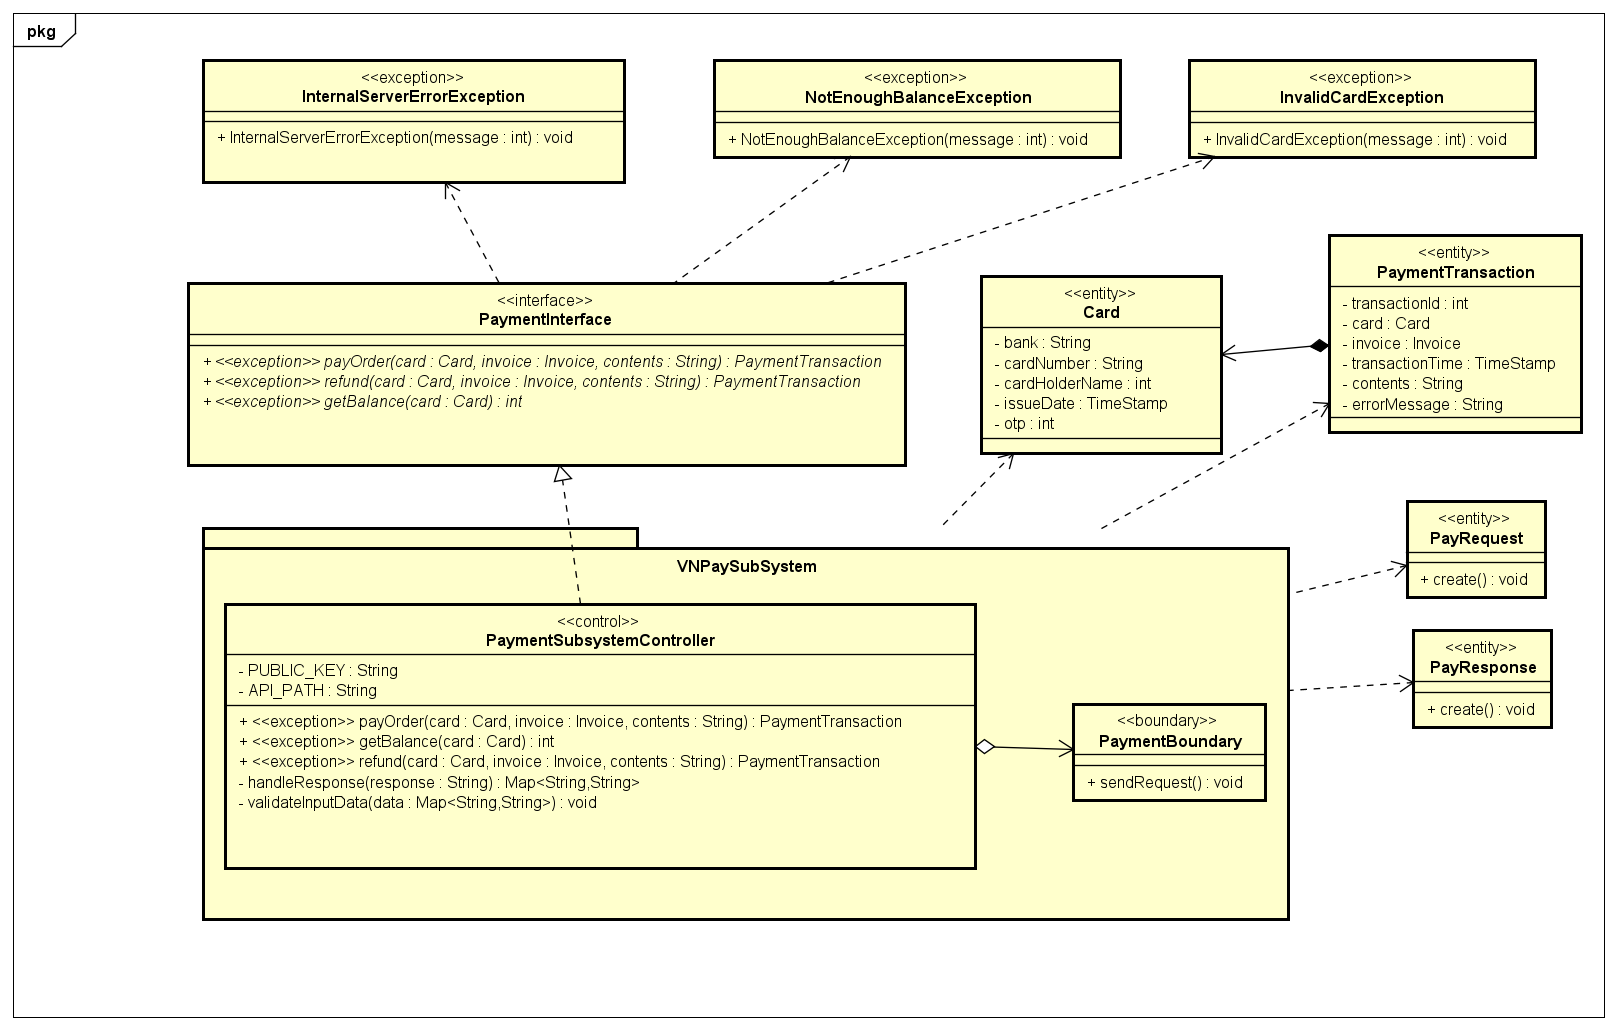 pkg
<<exception>>
InternalServerErrorException
+ InternalServerErrorException(message : int) : void
<<exception>>
NotEnoughBalanceException
+ NotEnoughBalanceException(message : int) : void
<<exception>>
InvalidCardException
+ InvalidCardException(message : int) : void
<<interface>>
PaymentInterface
+ <<exception>> payOrder(card : Card, invoice : Invoice, contents : String) : PaymentTransaction
+ <<exception>> refund(card : Card, invoice : Invoice, contents : String) : PaymentTransaction
+ <<exception>> getBalance(card : Card) : int
<<entity>>
Card
- bank : String
- cardNumber : String
- cardHolderName : int
- issueDate : TimeStamp
- otp : int
<<entity>>
PaymentTransaction
- transactionId : int
- card : Card
- invoice : Invoice
- transactionTime : TimeStamp
- contents : String
- errorMessage : String
<<entity>>
PayRequest
+ create() : void
<<entity>>
PayResponse
+ create() : void
VNPaySubSystem
<<control>>
PaymentSubsystemController
- PUBLIC_KEY : String
- API_PATH : String
+ <<exception>> payOrder(card : Card, invoice : Invoice, contents : String) : PaymentTransaction
+ <<exception>> getBalance(card : Card) : int
+ <<exception>> refund(card : Card, invoice : Invoice, contents : String) : PaymentTransaction
- handleResponse(response : String) : Map<String,String>
- validateInputData(data : Map<String,String>) : void
<<boundary>>
PaymentBoundary
+ sendRequest() : void